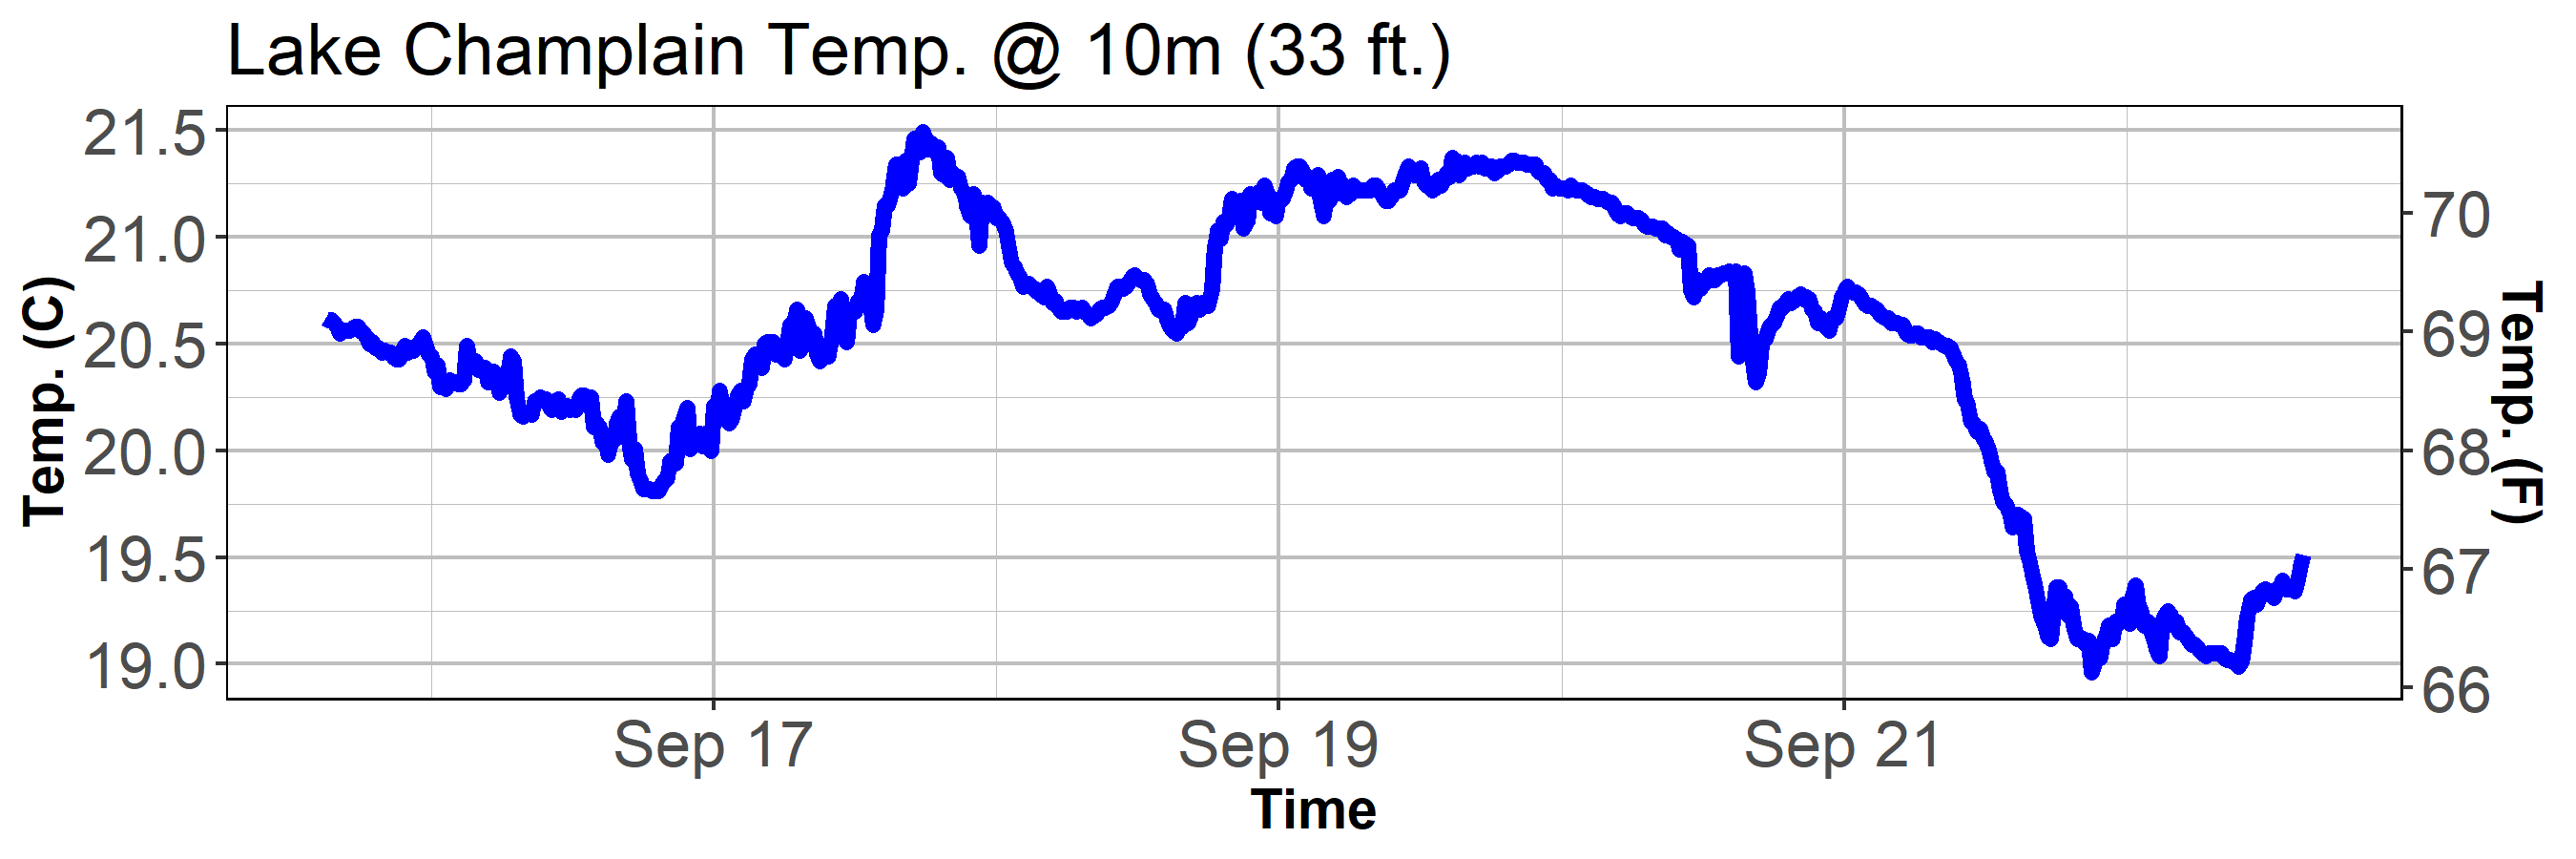 Lake Champlain Temp. @ 10m (33 ft.)
Temp. (C)
21.5
21.0
20.5
20.0
19.5
19.0
70
69
68
67
66
Temp. (F)
Sep 17 Sep 19 Sep 21
Time